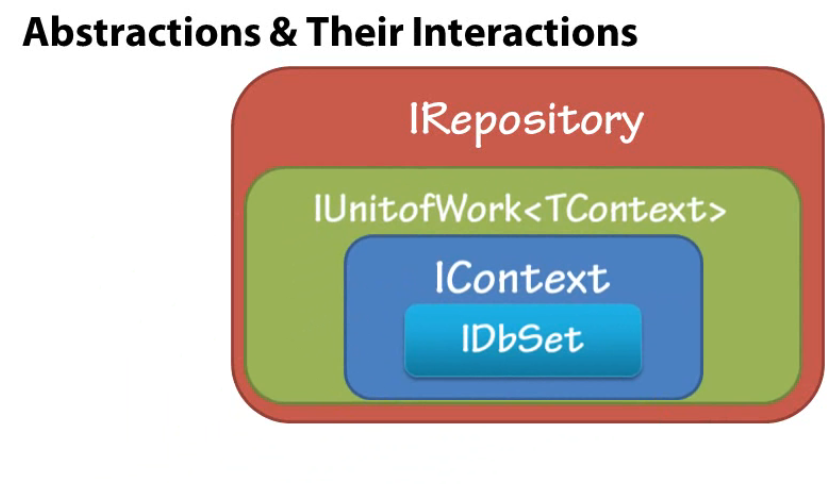 Abstractions & Their Interactions
IRepository
IUnitofWork<TContext>
IContext
IDbSet